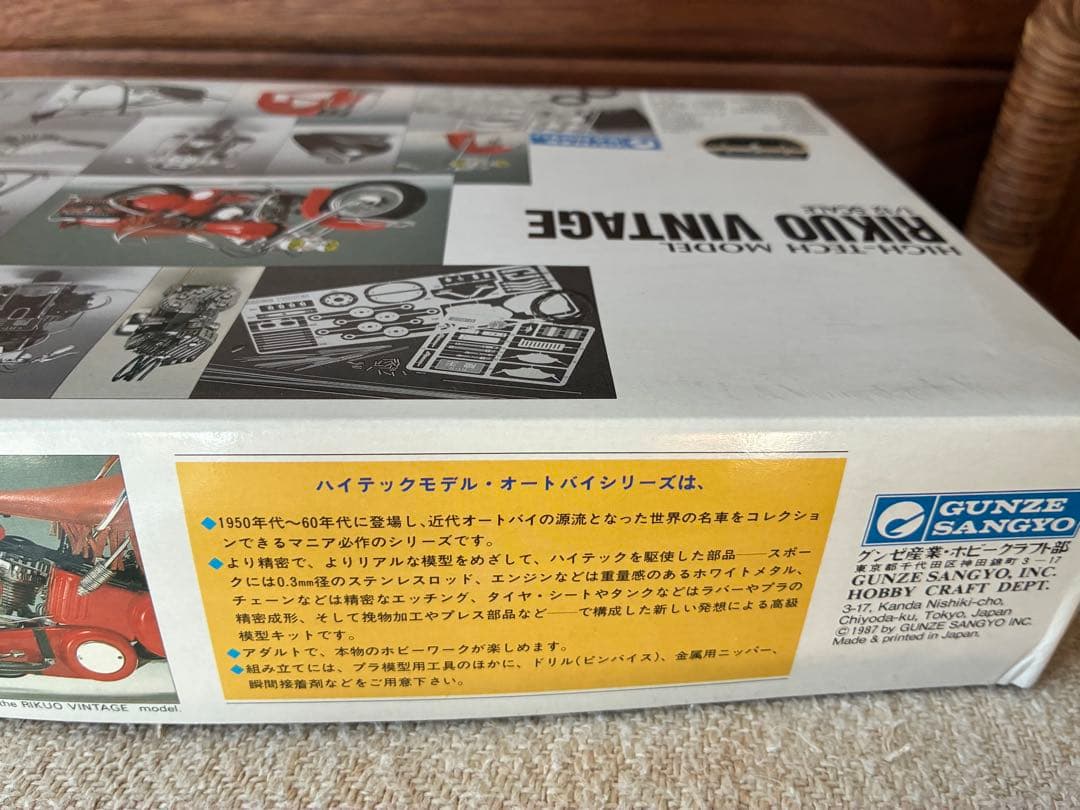 HIGH-TECH MODEL
RIKUO VINTAGE
1/12 SCALE
ハイテックモデル・オートバイシリーズは、
◆1950年代〜60年代に登場し、近代オートバイの源流となった世界の名車をコレクショ
ンできるマニア必作のシリーズです。
◆より精密で、よりリアルな模型をめざして、ハイテックを駆使した部品──スポー
クには0.3mm径のステンレスロッド、エンジンなどは重量感のあるホワイトメタル、
チェーンなどは精密なエッチング、タイヤ・シートやタンクなどはラバーやプラの
精密成形、そして挽物加工やプレス部品など──で構成した新しい発想による高級
模型キットです。
◆アダルトで、本物のホビーワークが楽しめます。
◆組み立てには、プラ模型用工具のほかに、ドリル(ピンバイス)、金属用ニッパー、
瞬間接着剤などをご用意下さい。
the RIKUO VINTAGE model.
GUNZE
SANGYO
グンゼ産業・ホビークラフト部
東京都千代田区神田錦町3-17
GUNZE SANGYO, INC.
HOBBY CRAFT DEPT.
3-17, Kanda Nishiki-cho,
Chiyoda-ku, Tokyo, Japan
©1987 by GUNZE SANGYO INC.
Made & printed in Japan.